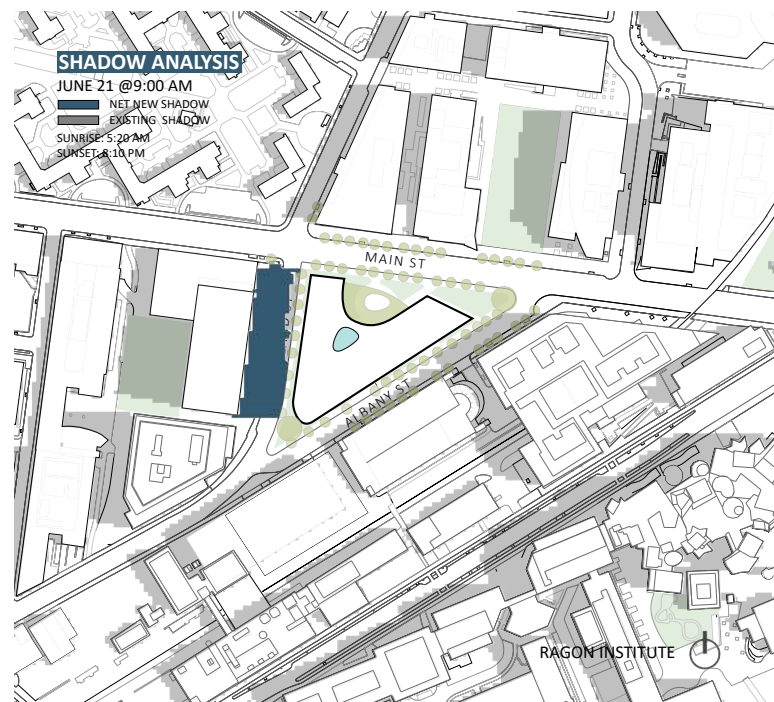 SHADOW ANALYSIS
JUNE 21 @9:00 AM
NET NEW SHADOW
EXISTING SHADOW
SUNRISE: 5:20 AM
SUNSET: 8:10 PM
MAIN ST
ALBANY ST
RAGON INSTITUTE